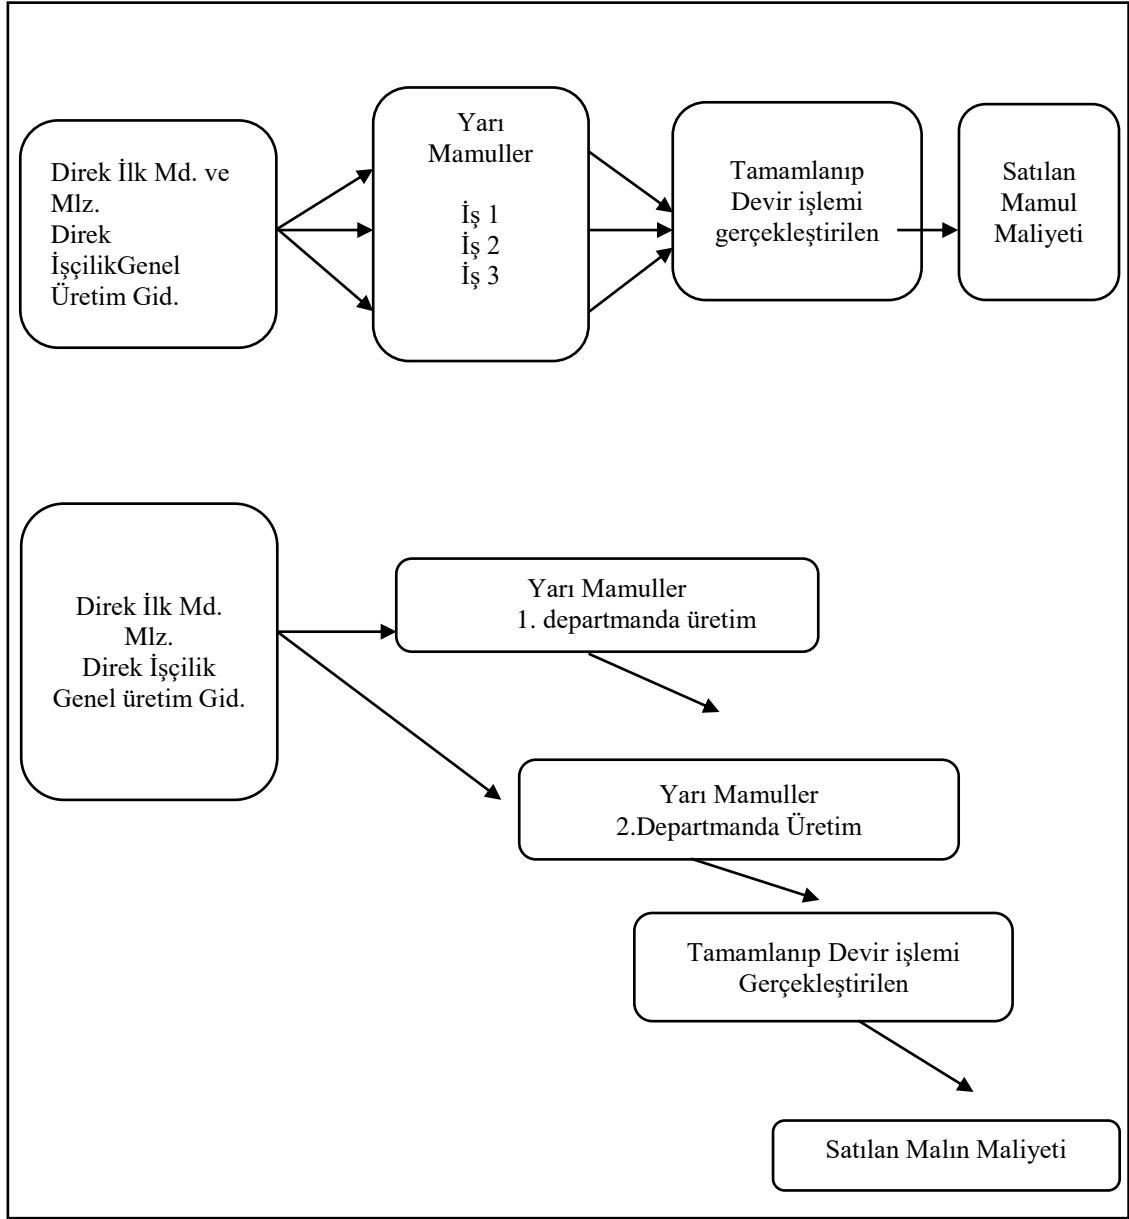 Direk İlk Md. ve
Mlz.
Direk
İşçilikGenel
Üretim Gid.
Yarı
Mamuller
İş 1
İş 2
İş 3
Tamamlanıp
Devir işlemi
gerçekleştirilen
Satılan
Mamul
Maliyeti
Direk İlk Md.
Mlz.
Direk İşçilik
Genel üretim Gid.
Yarı Mamuller
1. departmanda üretim
Yarı Mamuller
2.Departmanda Üretim
Tamamlanıp Devir işlemi
Gerçekleştirilen
Satılan Malın Maliyeti